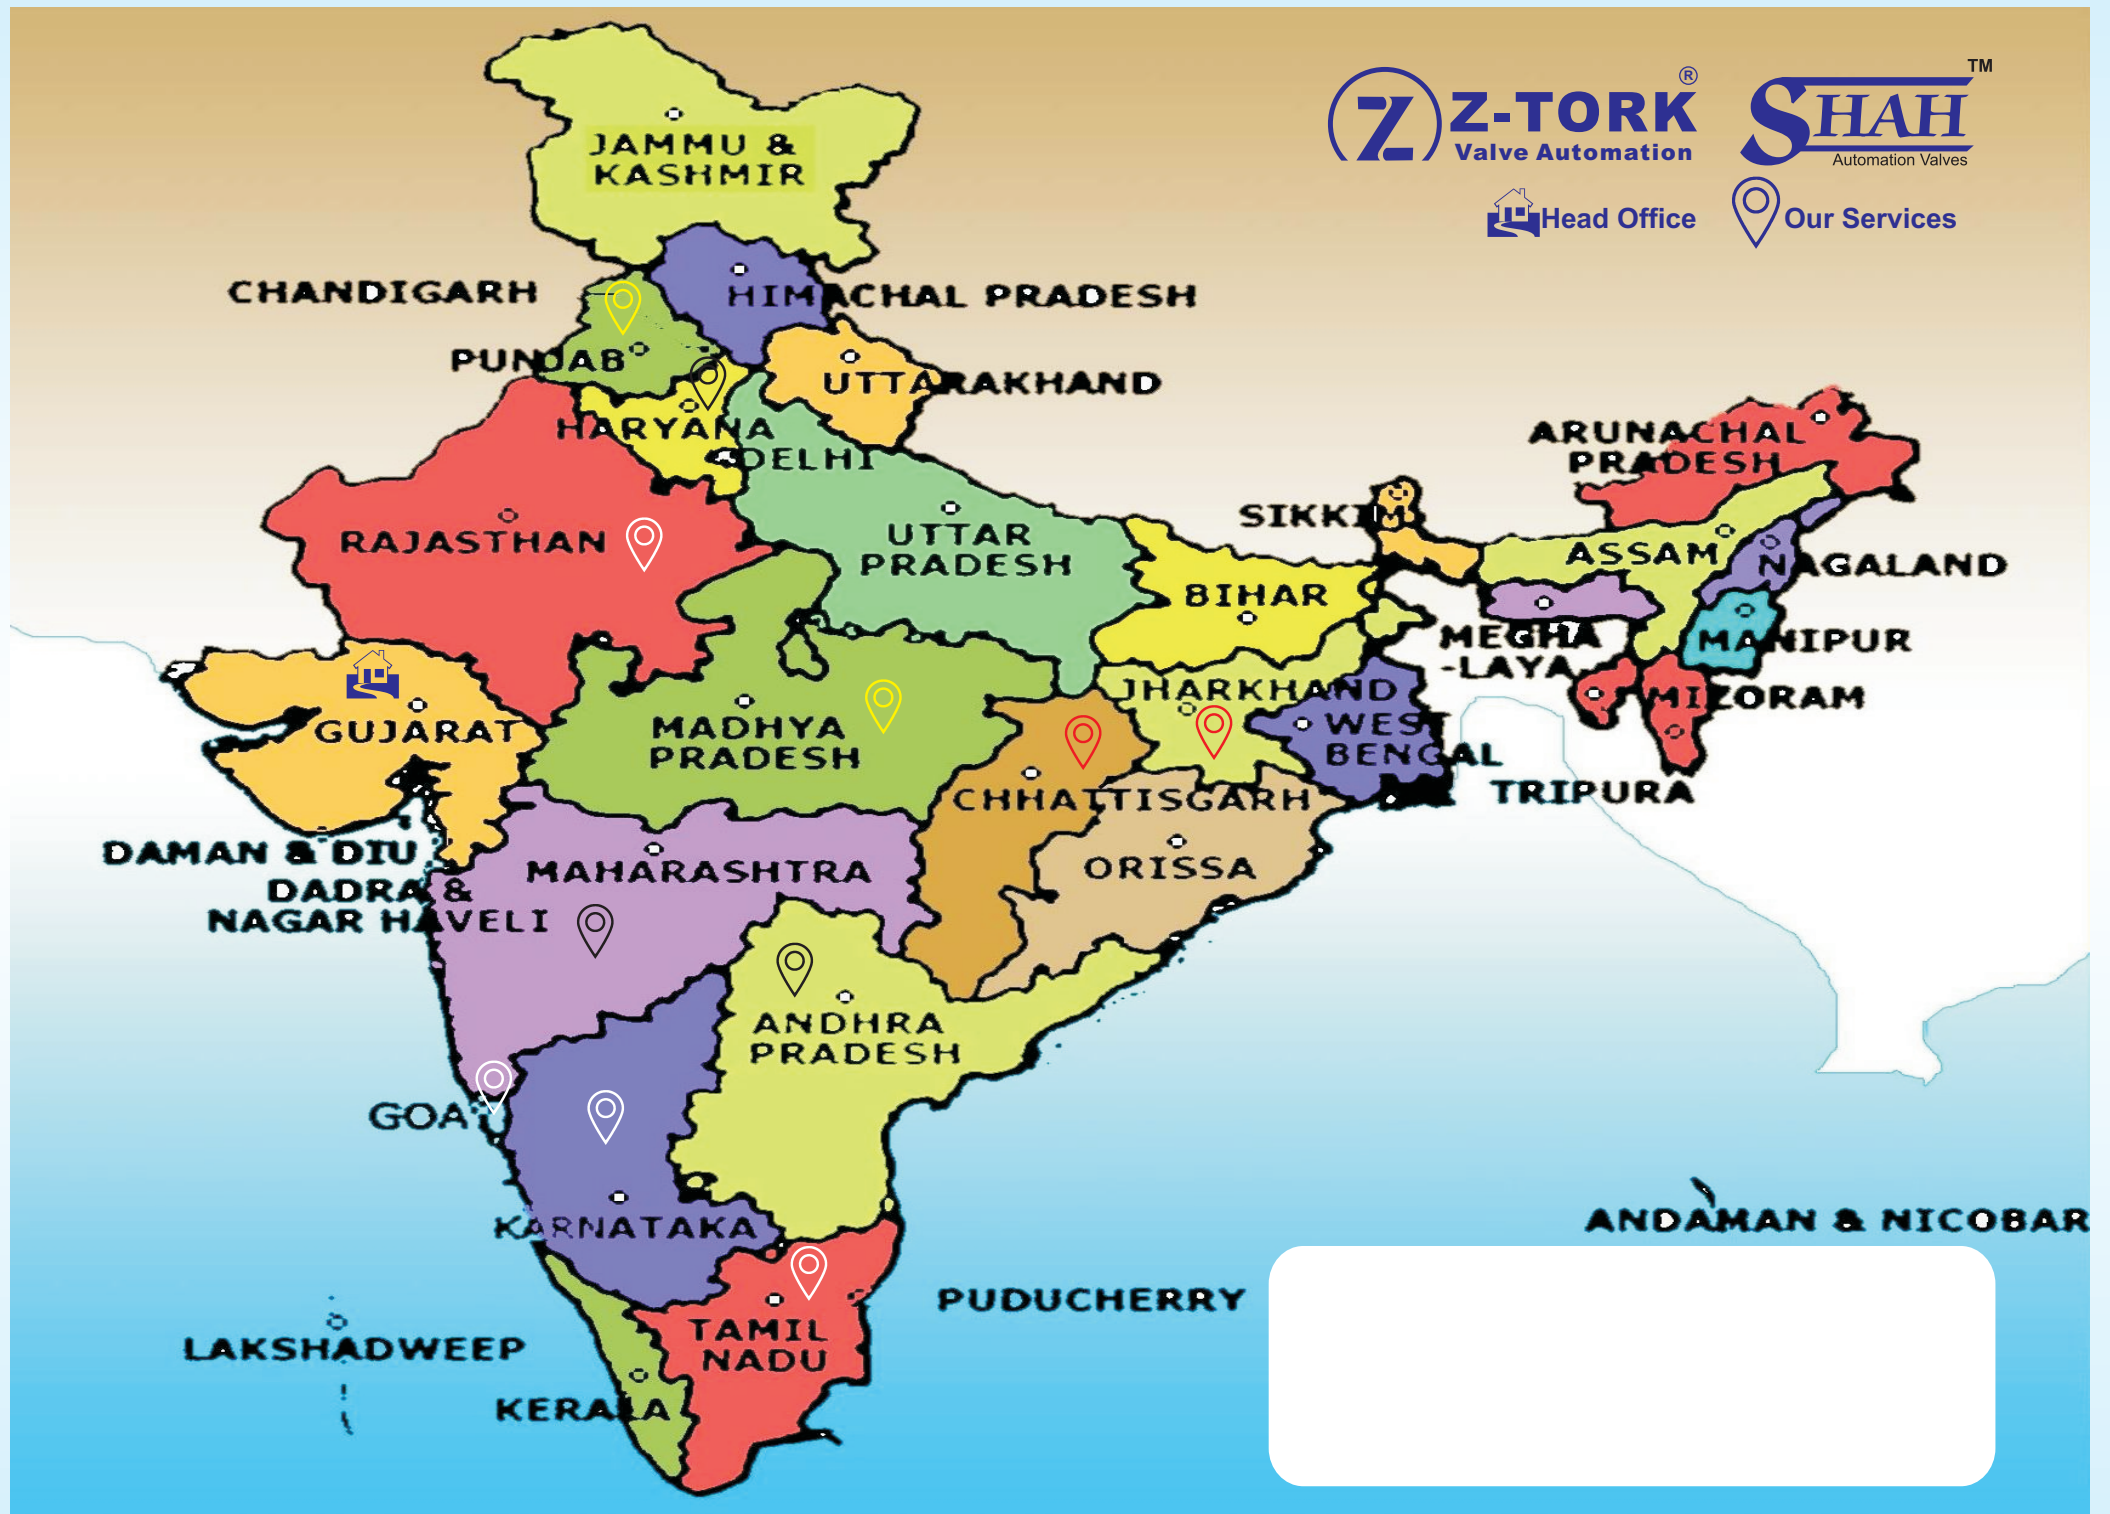 TM
®
Z-TORK
Valve Automation
SHAH
Automation Valves
Head Office
Our Services
JAMMU &
KASHMIR
CHANDIGARH
HIMACHAL PRADESH
PUNJAB
UTTARAKHAND
HARYANA
DELHI
ARUNACHAL
PRADESH
SIKKIM
RAJASTHAN
UTTAR
PRADESH
ASSAM
NAGALAND
BIHAR
MEGHA
-LAYA
MANIPUR
JHARKHAND
MIZORAM
GUJARAT
MADHYA
PRADESH
WEST
BENGAL
CHHATTISGARH
TRIPURA
DAMAN & DIU
MAHARASHTRA
ORISSA
DADRA &
NAGAR HAVELI
ANDHRA
PRADESH
GOA
KARNATAKA
ANDAMAN & NICOBAR
PUDUCHERRY
TAMIL
NADU
LAKSHADWEEP
KERALA